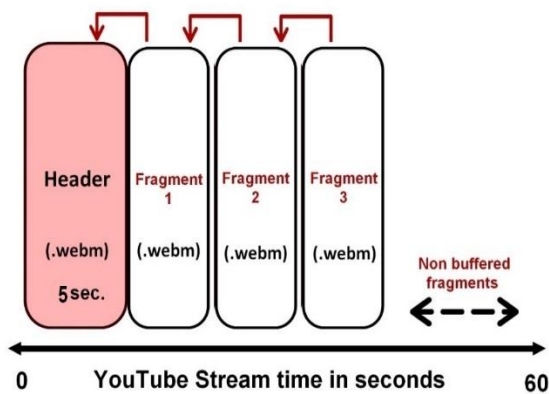 Header
(.webm)
5sec.
Fragment
1
(.webm)
Fragment
2
(.webm)
Fragment
3
(.webm)
Non buffered
fragments
0 YouTube Stream time in seconds 60